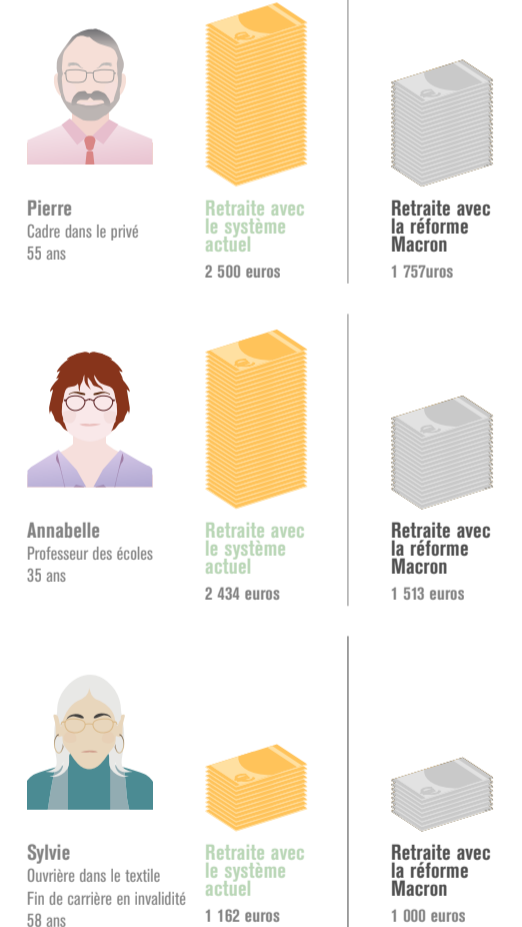 Pierre
Cadre dans le privé
55 ans
Retraite avec
le système
actuel
2 500 euros
Retraite avec
la réforme
Macron
1 757uros
Annabelle
Professeur des écoles
35 ans
Retraite avec
le système
actuel
2 434 euros
Retraite avec
la réforme
Macron
1 513 euros
Sylvie
Ouvrière dans le textile
Fin de carrière en invalidité
58 ans
Retraite avec
le système
actuel
1 162 euros
Retraite avec
la réforme
Macron
1 000 euros